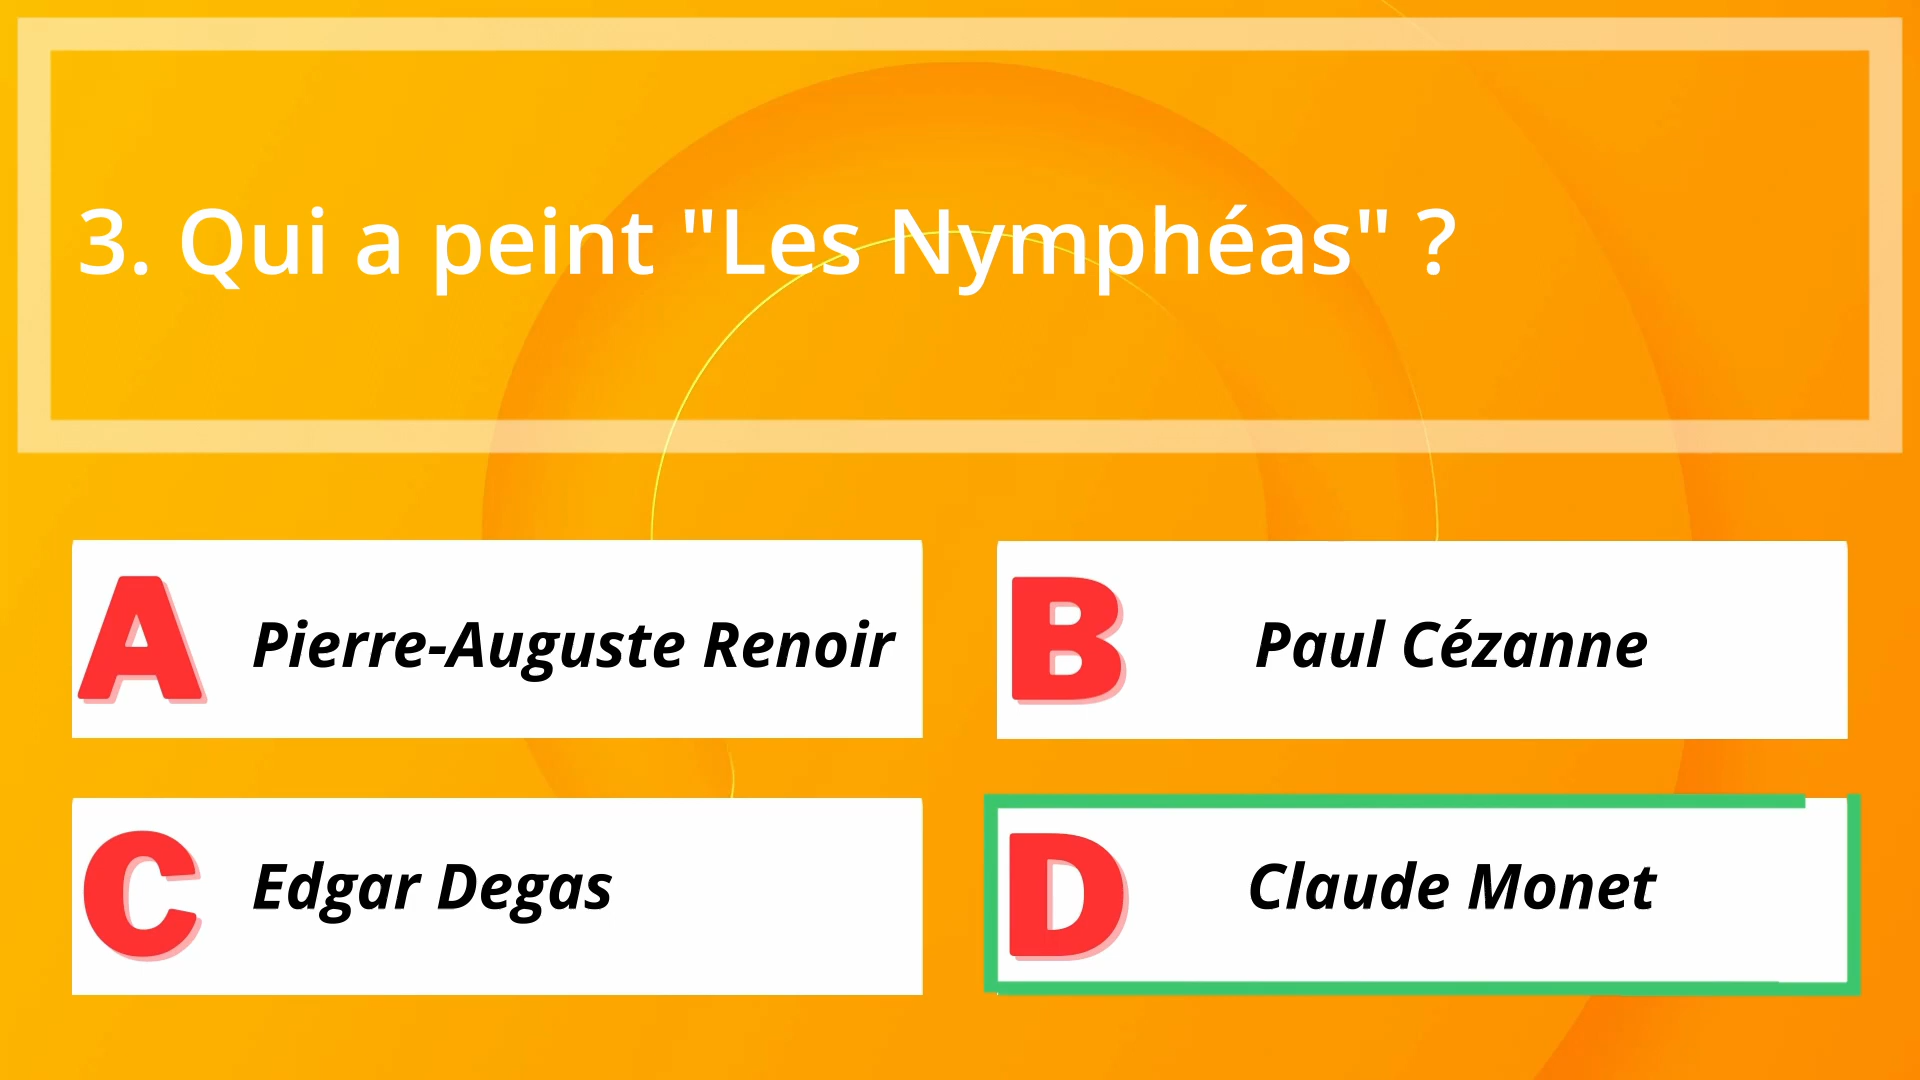 3. Qui a peint "Les Nymphéas" ?
A Pierre-Auguste Renoir
B Paul Cézanne
C Edgar Degas
D Claude Monet